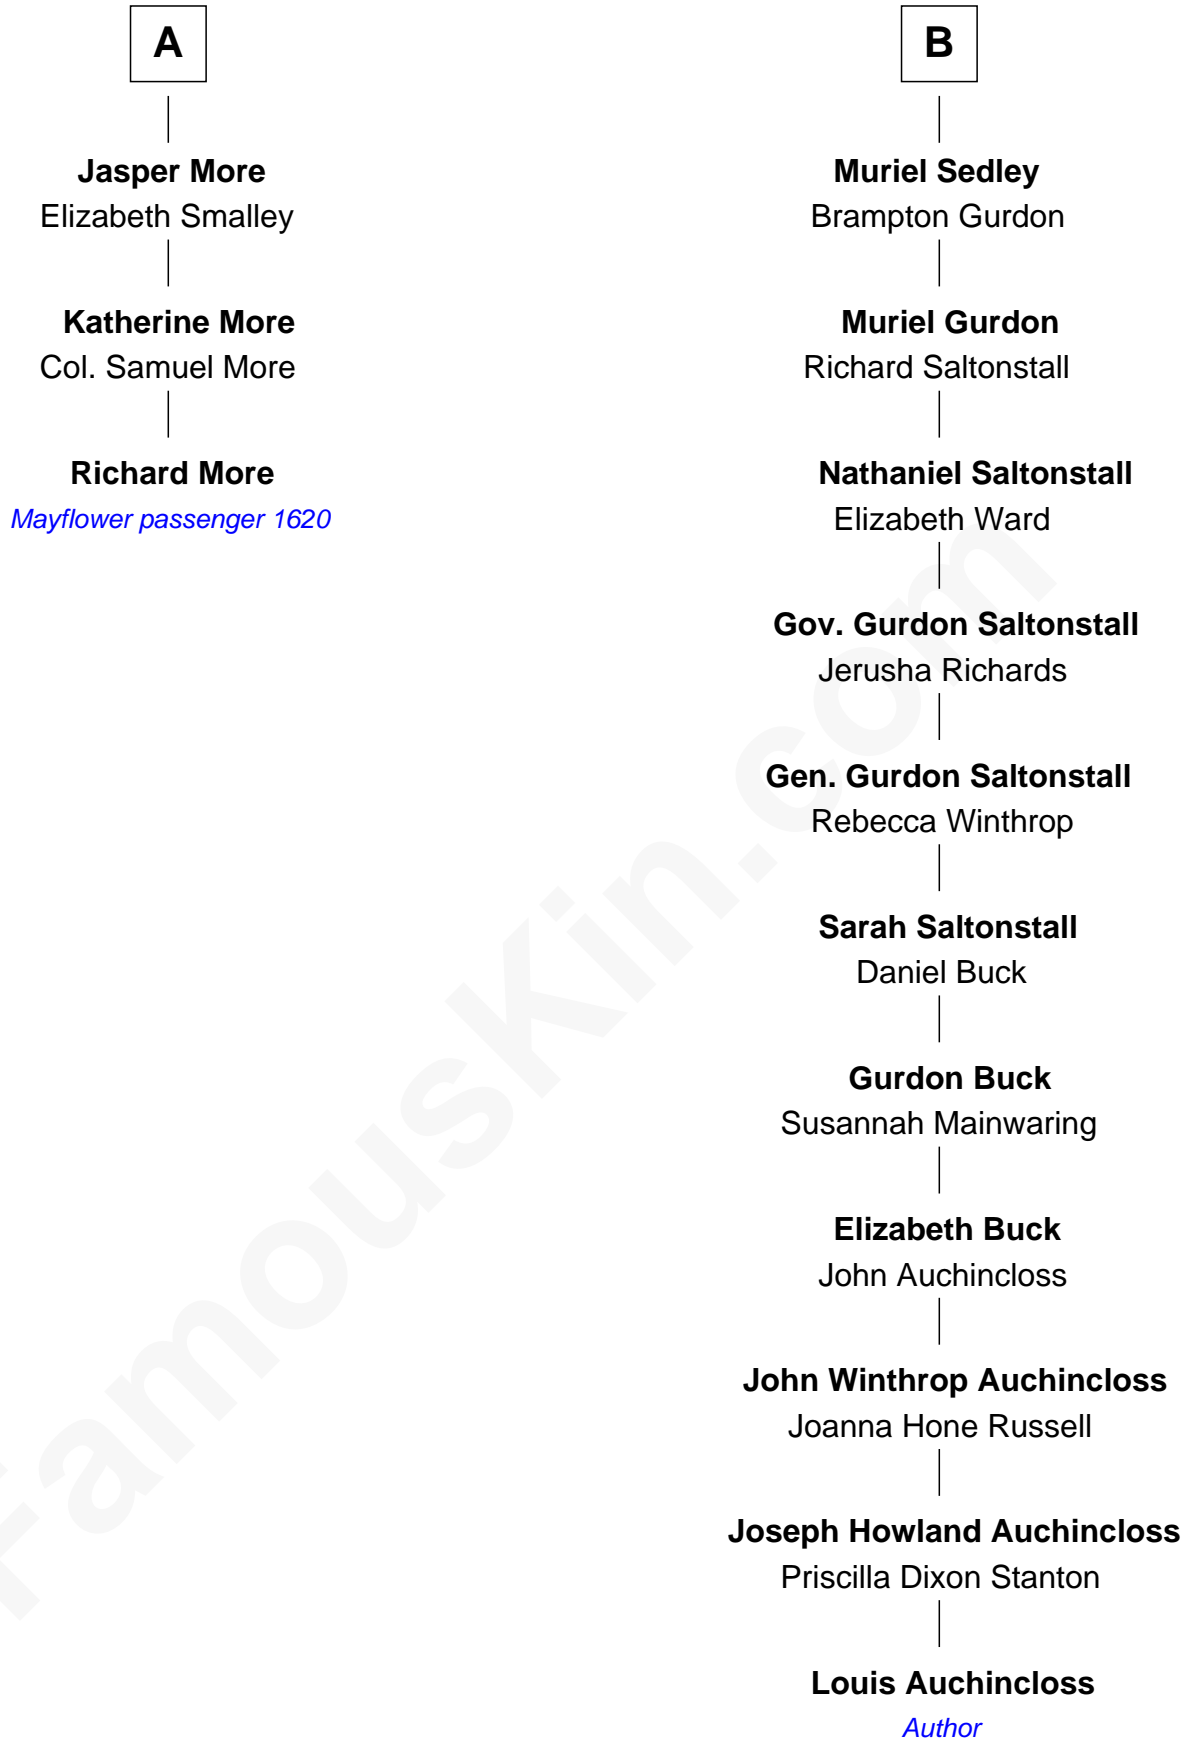 A
Jasper More
Elizabeth Smalley
Katherine More
Col. Samuel More
Richard More
Mayflower passenger 1620
B
Muriel Sedley
Brampton Gurdon
Muriel Gurdon
Richard Saltonstall
Nathaniel Saltonstall
Elizabeth Ward
Gov. Gurdon Saltonstall
Jerusha Richards
Gen. Gurdon Saltonstall
Rebecca Winthrop
Sarah Saltonstall
Daniel Buck
Gurdon Buck
Susannah Mainwaring
Elizabeth Buck
John Auchincloss
John Winthrop Auchincloss
Joanna Hone Russell
Joseph Howland Auchincloss
Priscilla Dixon Stanton
Louis Auchincloss
Author
FamousKin.com